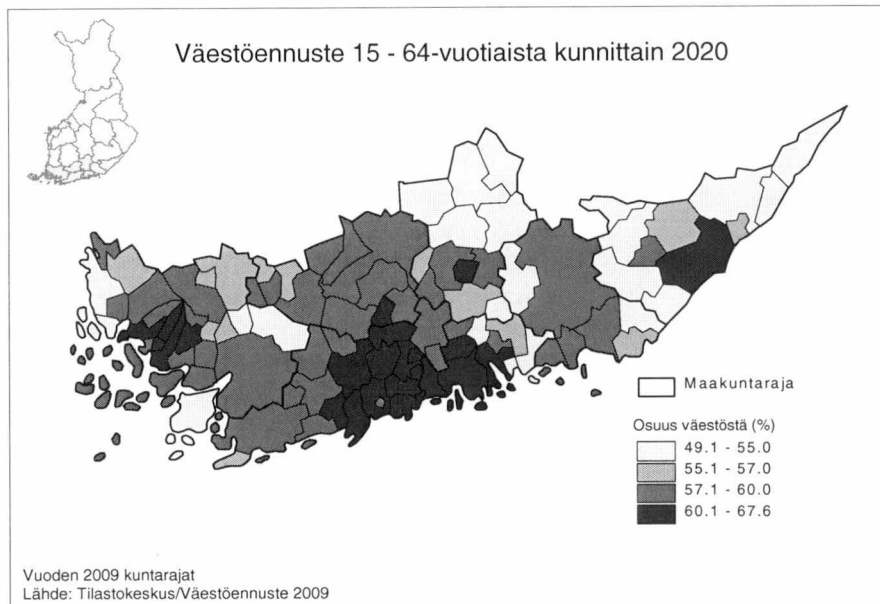 Väestöennuste 15 - 64-vuotiaista kunnittain 2020
Maakuntaraja
Osuus väestöstä (%)
49.1 - 55.0
55.1 - 57.0
57.1 - 60.0
60.1 - 67.6
Vuoden 2009 kuntarajat
Lähde: Tilastokeskus/Väestöennuste 2009